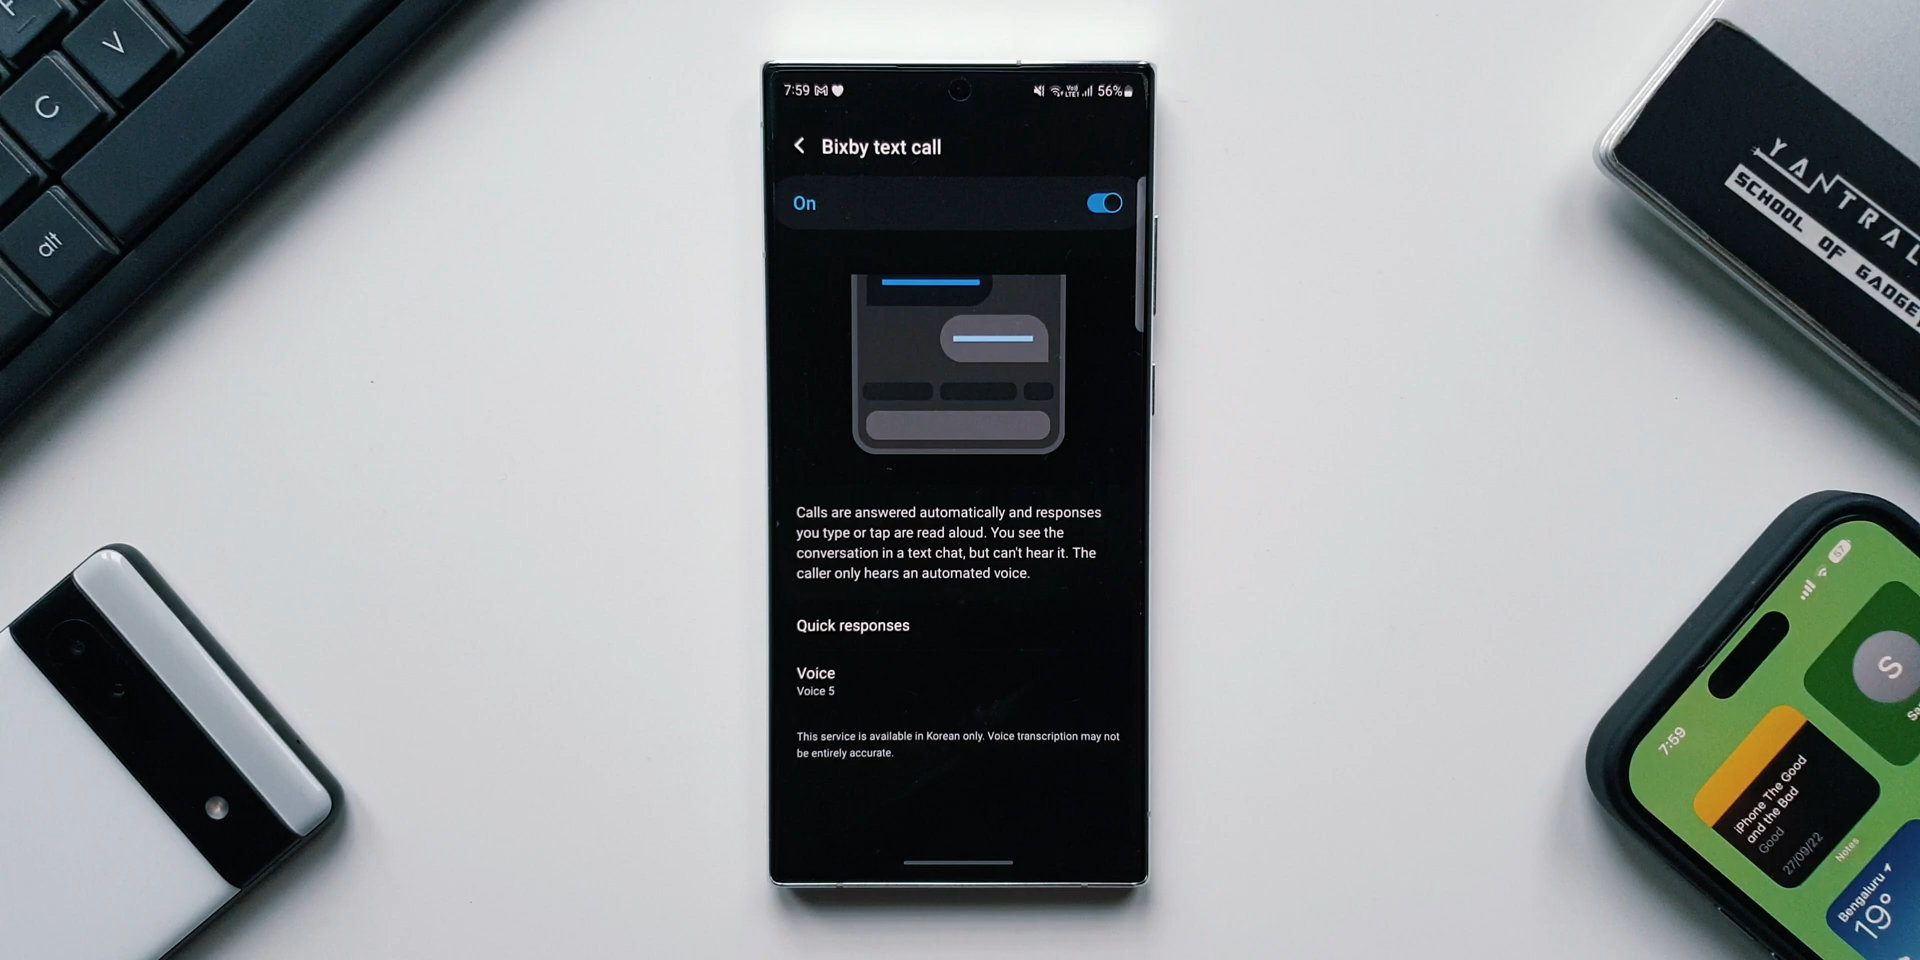 V
C
alt
7:59
56%
Bixby text call
On
Calls are answered automatically and responses
you type or tap are read aloud. You see the
conversation in a text chat, but can't hear it. The
caller only hears an automated voice.
Quick responses
Voice
Voice 5
This service is available in Korean only. Voice transcription may not
be entirely accurate.
YANTRAL
SCHOOL OF GADGE
57
7:59
S
iPhone The Good
and the Bad
Good
27/09/22
Notes
Bengaluru
19°